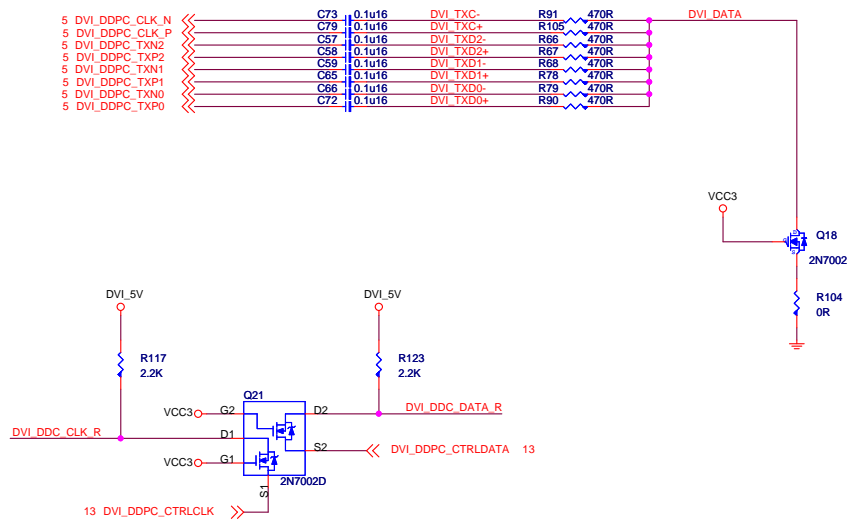 5 DVI_DDPC_CLK_N C73 0.1u16 DVI_TXC- R91 470R DVI_DATA
5 DVI_DDPC_CLK_P C79 0.1u16 DVI_TXC+ R105 470R
5 DVI_DDPC_TXN2 C57 0.1u16 DVI_TXD2- R66 470R
5 DVI_DDPC_TXP2 C58 0.1u16 DVI_TXD2+ R67 470R
5 DVI_DDPC_TXN1 C59 0.1u16 DVI_TXD1- R68 470R
5 DVI_DDPC_TXP1 C65 0.1u16 DVI_TXD1+ R78 470R
5 DVI_DDPC_TXN0 C66 0.1u16 DVI_TXD0- R79 470R
5 DVI_DDPC_TXP0 C72 0.1u16 DVI_TXD0+ R90 470R
VCC3
Q18
2N7002
R104
0R
DVI_5V DVI_5V
R117 R123
2.2K 2.2K
Q21
VCC3 G2 D2 DVI_DDC_DATA_R
DVI_DDC_CLK_R D1
S2 DVI_DDPC_CTRLDATA 13
VCC3 G1
2N7002D
S1
13 DVI_DDPC_CTRLCLK